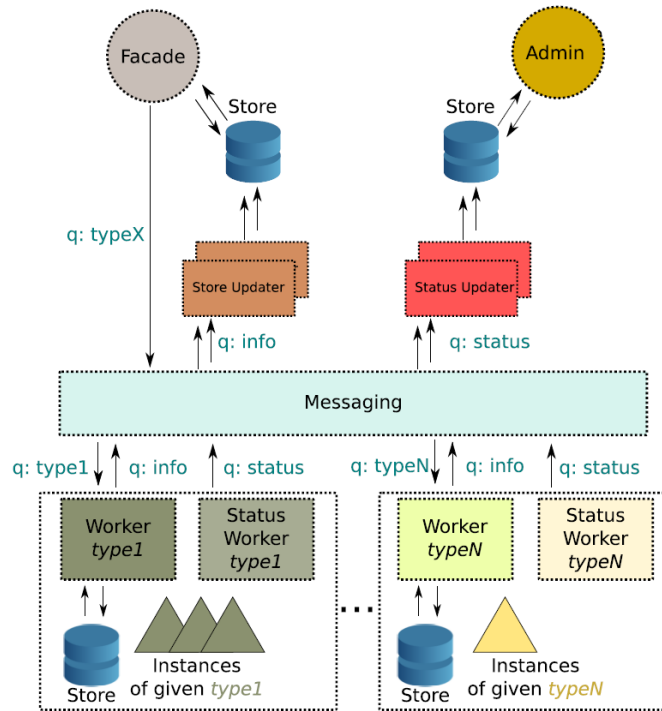 Facade
Admin
Store
Store
q: typeX
Store Updater
Status Updater
q: info
q: status
Messaging
q: type1
q: info
q: status
q: typeN
q: info
q: status
Worker
type1
Status
Worker
type1
Worker
typeN
Status
Worker
typeN
...
Store
Instances
of given type1
Store
Instances
of given typeN